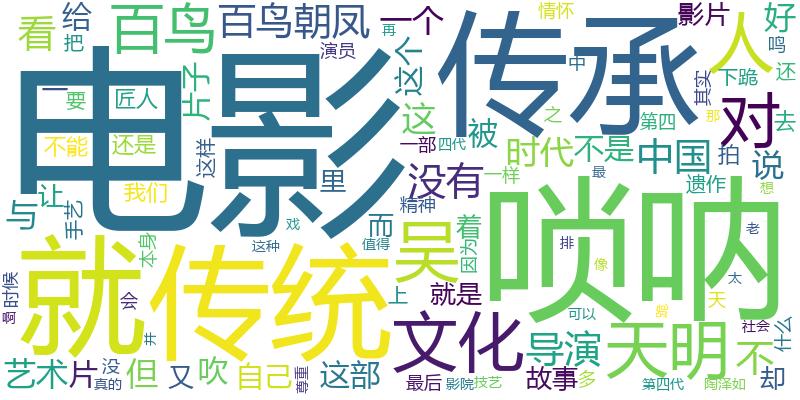 看 给 把 百鸟 百鸟朝凤 一个 情怀 影片 好
演员 再 鸣
电影 传承 人
一 要 匠人 片子 这个 中 其实 下跪 还
不能 还是 这 被 一部 四代 第四 之 对 那 去
这样 时代 不是 中国 拍 说
与 让 我们 里 没有 一样 最 遗作 想
手艺 精神
戏 而 着 唢呐
本身 这种 值得 吴 因为 排 像 老
就 传统 太
时候 会 上 就是 天
可以
井 文化 导演 天明 社会 不 什么
艺术 片 没 真的 但 又 吹 自己 尊重 这部 最后 影院 技艺 故事 多 第四代 陶泽如 却